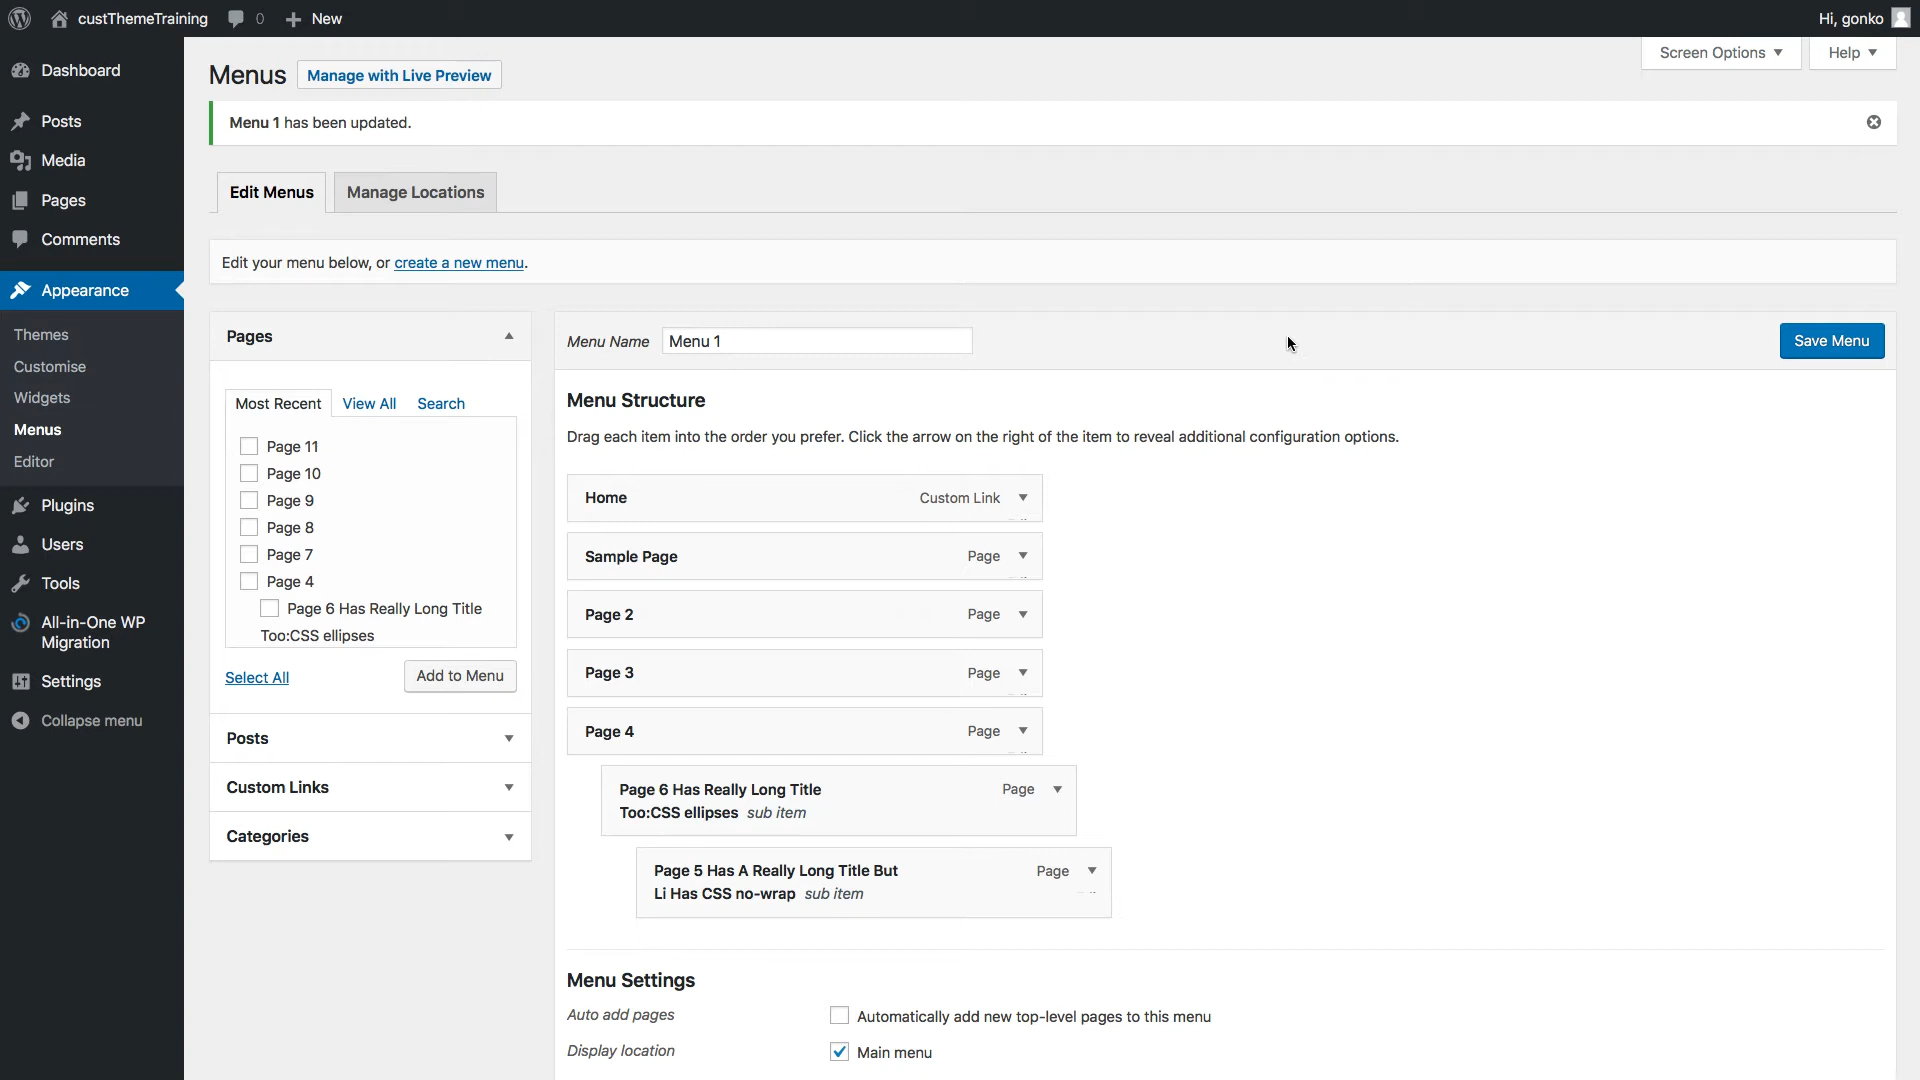 custThemeTraining 0 New Hi, gonko
Dashboard
Posts
Media
Pages
Comments
Appearance
Themes
Customise
Widgets
Menus
Editor
Plugins
Users
Tools
All-in-One WP
Migration
Settings
Collapse menu
Screen Options Help
Menus Manage with Live Preview
Menu 1 has been updated.
Edit Menus Manage Locations
Edit your menu below, or create a new menu.
Pages
Most Recent View All Search
Page 11
Page 10
Page 9
Page 8
Page 7
Page 4
Page 6 Has Really Long Title
Too:CSS ellipses
Select All Add to Menu
Posts
Custom Links
Categories
Menu Name Menu 1 Save Menu
Menu Structure
Drag each item into the order you prefer. Click the arrow on the right of the item to reveal additional configuration options.
Home Custom Link
Sample Page Page
Page 2 Page
Page 3 Page
Page 4 Page
Page 6 Has Really Long Title Page
Too:CSS ellipses sub item
Page 5 Has A Really Long Title But Page
Li Has CSS no-wrap sub item
Menu Settings
Auto add pages Automatically add new top-level pages to this menu
Display location Main menu